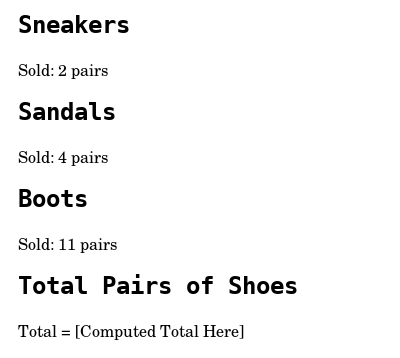 Sneakers
Sold: 2 pairs
Sandals
Sold: 4 pairs
Boots
Sold: 11 pairs
Total Pairs of Shoes
Total = [Computed Total Here]